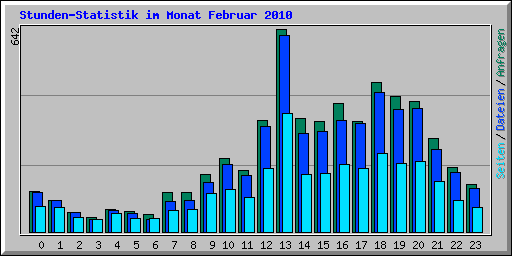 Stunden-Statistik im Monat Februar 2010
642
Seiten / Dateien / Anfragen
0 1 2 3 4 5 6 7 8 9 10 11 12 13 14 15 16 17 18 19 20 21 22 23